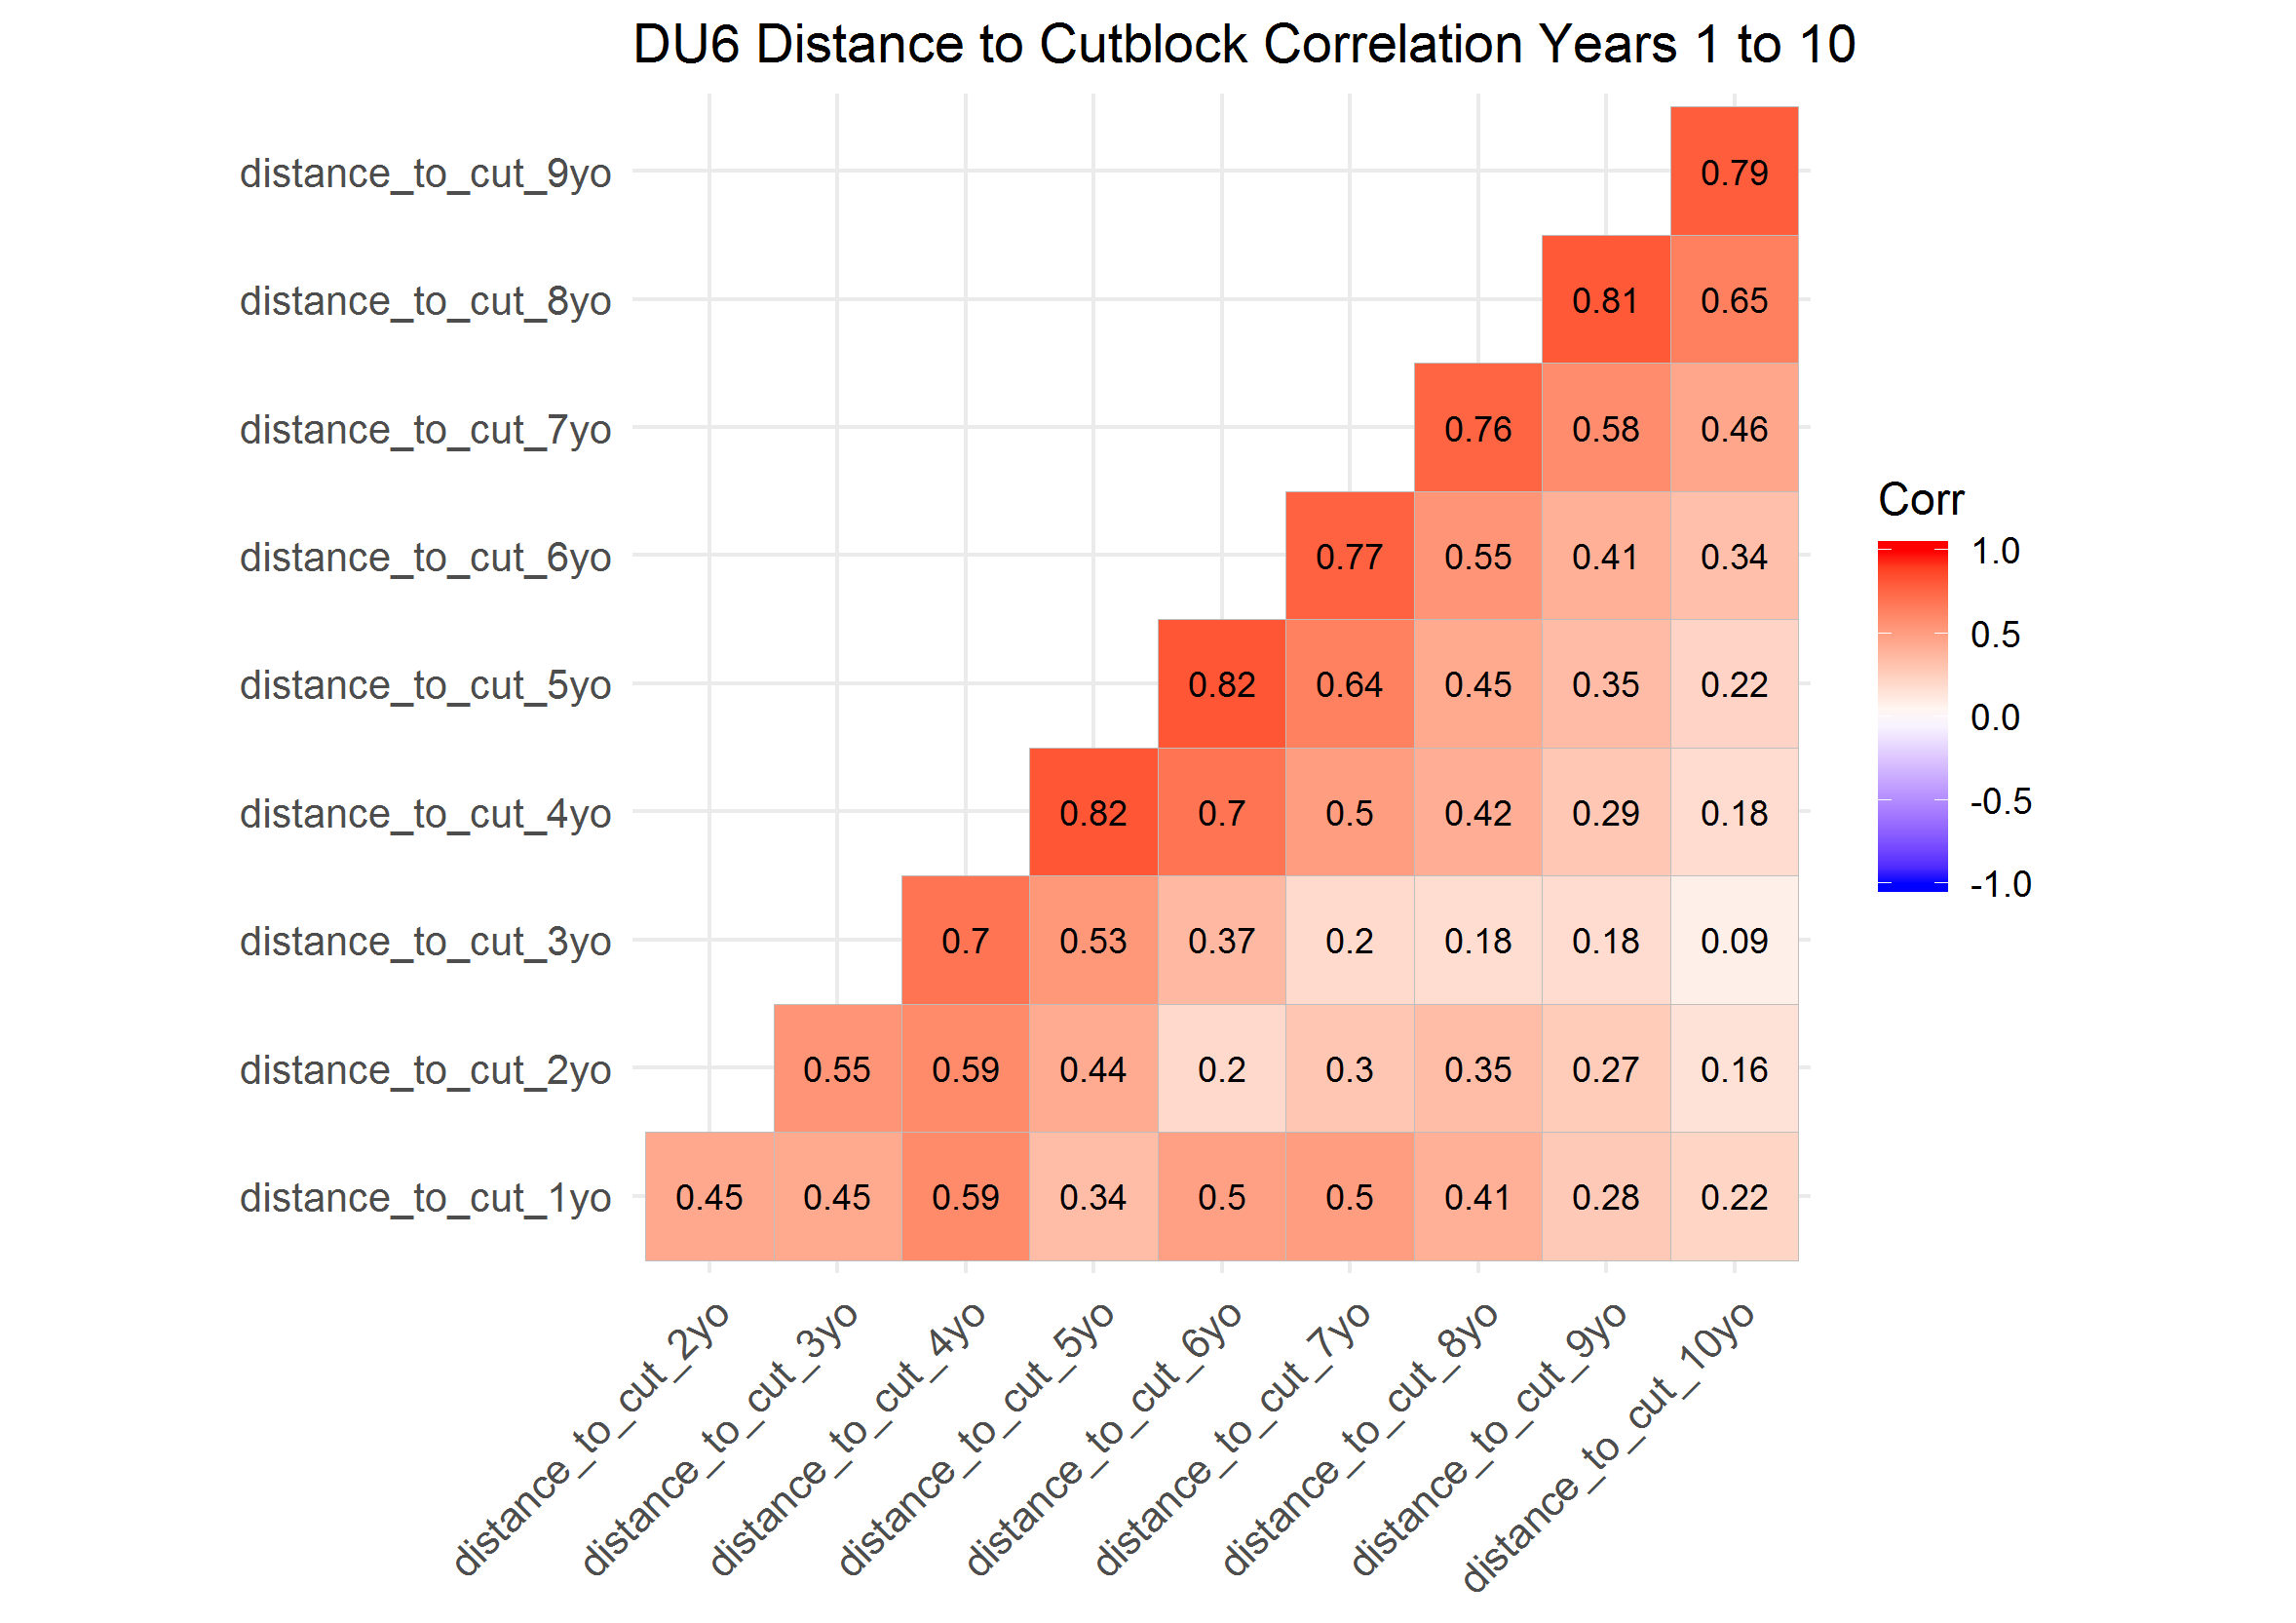 DU6 Distance to Cutblock Correlation Years 1 to 10
distance_to_cut_9yo 0.79
distance_to_cut_8yo 0.81 0.65
distance_to_cut_7yo 0.76 0.58 0.46
distance_to_cut_6yo 0.77 0.55 0.41 0.34
distance_to_cut_5yo 0.82 0.64 0.45 0.35 0.22
distance_to_cut_4yo 0.82 0.7 0.5 0.42 0.29 0.18
distance_to_cut_3yo 0.7 0.53 0.37 0.2 0.18 0.18 0.09
distance_to_cut_2yo 0.55 0.59 0.44 0.2 0.3 0.35 0.27 0.16
distance_to_cut_1yo 0.45 0.45 0.59 0.34 0.5 0.5 0.41 0.28 0.22
distance_to_cut_2yo
distance_to_cut_3yo
distance_to_cut_4yo
distance_to_cut_5yo
distance_to_cut_6yo
distance_to_cut_7yo
distance_to_cut_8yo
distance_to_cut_9yo
distance_to_cut_10yo
Corr
1.0
0.5
0.0
-0.5
-1.0